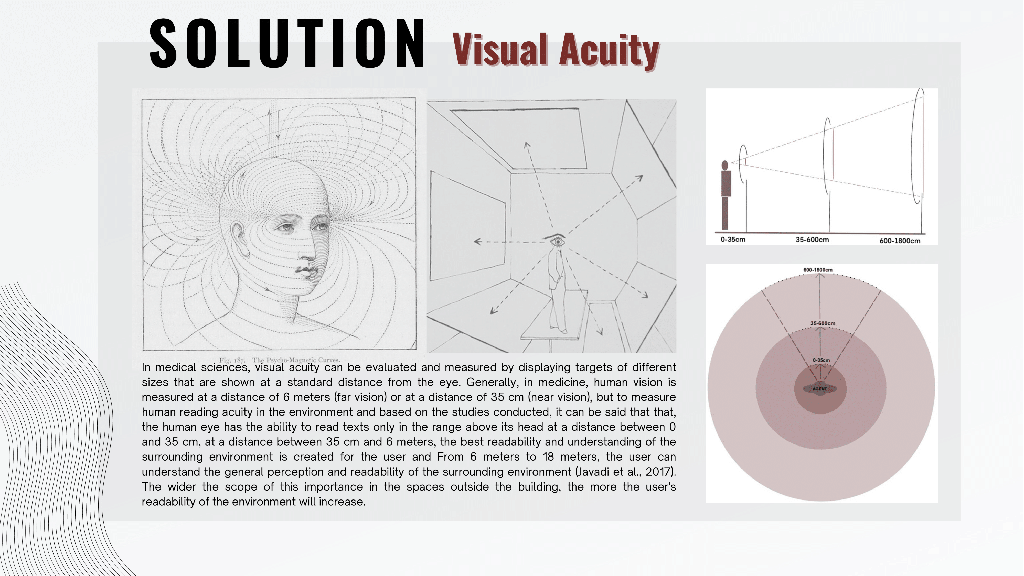 SOLUTION Visual Acuity
Fig. 187. The Psycho-Magnetic Curves.
In medical sciences, visual acuity can be evaluated and measured by displaying targets of different
sizes that are shown at a standard distance from the eye. Generally, in medicine, human vision is
measured at a distance of 6 meters (far vision) or at a distance of 35 cm (near vision), but to measure
human reading acuity in the environment and based on the studies conducted, it can be said that that,
the human eye has the ability to read texts only in the range above its head at a distance between 0
and 35 cm. at a distance between 35 cm and 6 meters, the best readability and understanding of the
surrounding environment is created for the user and From 6 meters to 18 meters, the user can
understand the general perception and readability of the surrounding environment (Javadi et al., 2017).
The wider the scope of this importance in the spaces outside the building, the more the user's
readability of the environment will increase.
0-35cm
35-600cm
600-1800cm
600-1800cm
35-600cm
0-35cm